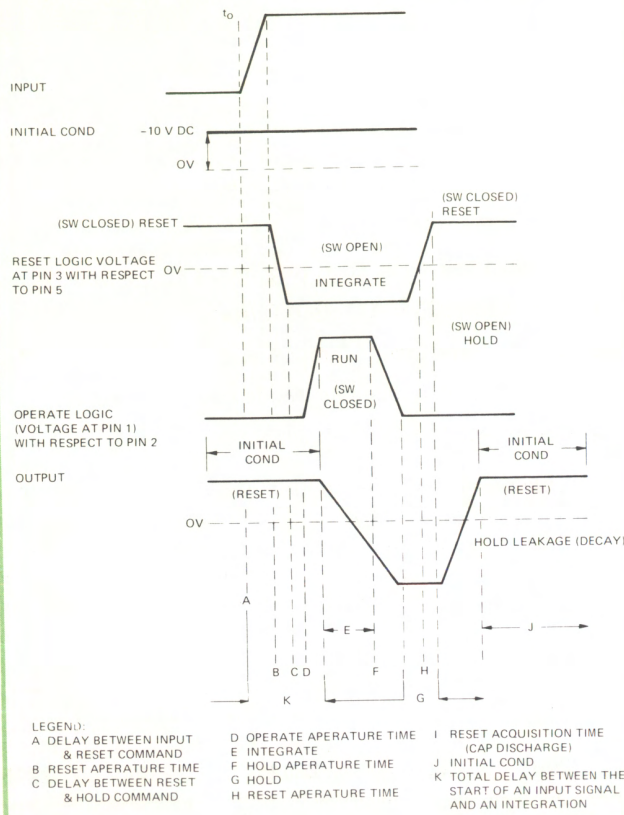 t₀
INPUT
INITIAL COND
-10 V DC
0V
(SW CLOSED) RESET
(SW CLOSED)
RESET
RESET LOGIC VOLTAGE
AT PIN 3 WITH RESPECT
TO PIN 5
0V
(SW OPEN)
INTEGRATE
(SW OPEN)
HOLD
RUN
(SW
CLOSED)
OPERATE LOGIC
(VOLTAGE AT PIN 1)
WITH RESPECT TO PIN 2
INITIAL
COND
INITIAL
COND
OUTPUT
(RESET)
(RESET)
0V
HOLD LEAKAGE (DECAY)
A
E
J
B C D
F
H
K
G
LEGEND:
A DELAY BETWEEN INPUT
& RESET COMMAND
B RESET APERATURE TIME
C DELAY BETWEEN RESET
& HOLD COMMAND
D OPERATE APERATURE TIME
E INTEGRATE
F HOLD APERATURE TIME
G HOLD
H RESET APERATURE TIME
I RESET ACQUISITION TIME
(CAP DISCHARGE)
J INITIAL COND
K TOTAL DELAY BETWEEN THE
START OF AN INPUT SIGNAL
AND AN INTEGRATION